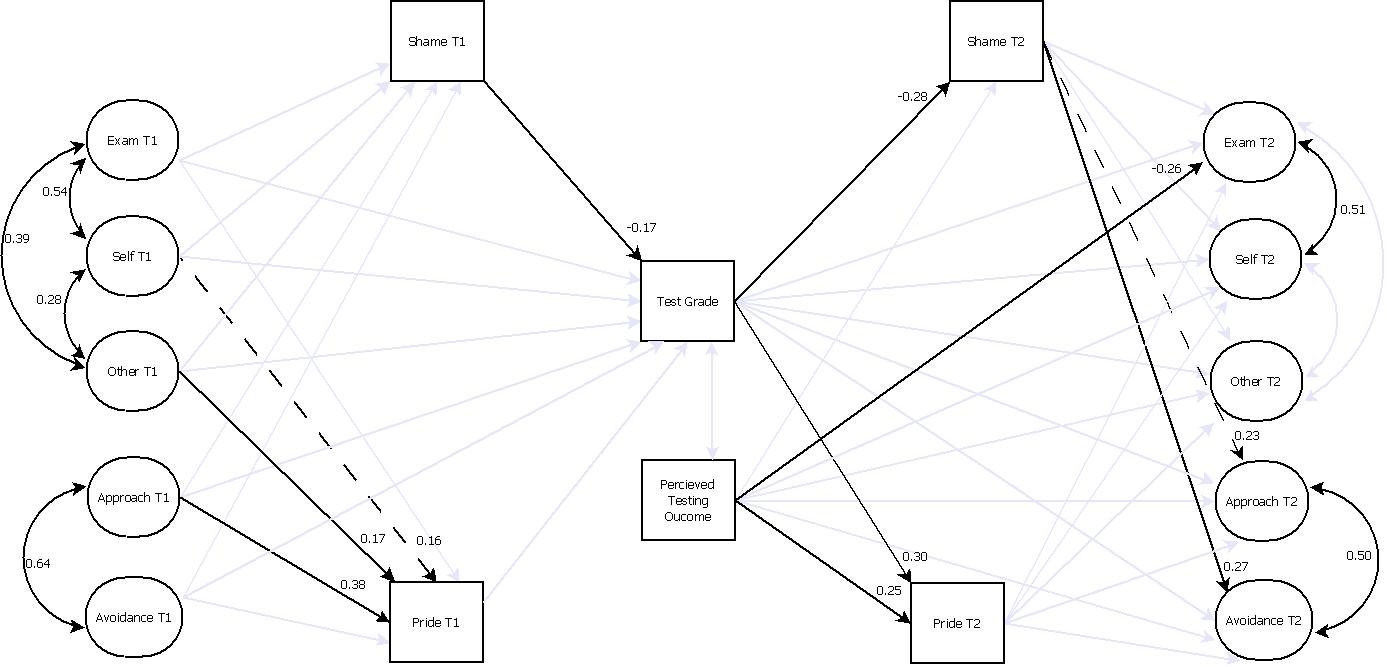 Shame T1
Shame T2
-0.28
Exam T1
Exam T2
-0.26
0.54
0.51
0.39
-0.17
Self T1
Self T2
0.28
Test Grade
Other T1
Other T2
0.23
Approach T1
Percieved
Testing
Oucome
Approach T2
0.17
0.16
0.64
0.30
0.50
0.38
0.25
0.27
Avoidance T1
Pride T1
Pride T2
Avoidance T2